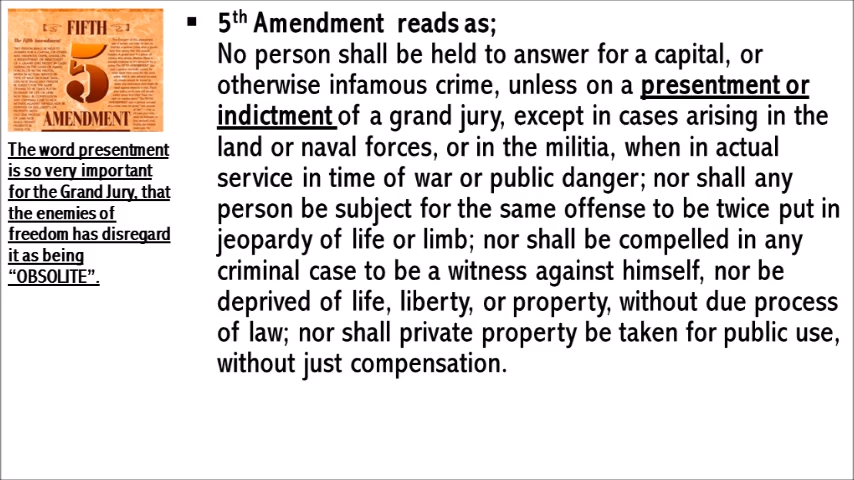 FIFTH
The Fifth Amendment
5
AMENDMENT
The word presentment
is so very important
for the Grand Jury, that
the enemies of
freedom has disregard
it as being
“OBSOLITE”.
▪ 5th Amendment reads as;
No person shall be held to answer for a capital, or
otherwise infamous crime, unless on a presentment or
indictment of a grand jury, except in cases arising in the
land or naval forces, or in the militia, when in actual
service in time of war or public danger; nor shall any
person be subject for the same offense to be twice put in
jeopardy of life or limb; nor shall be compelled in any
criminal case to be a witness against himself, nor be
deprived of life, liberty, or property, without due process
of law; nor shall private property be taken for public use,
without just compensation.